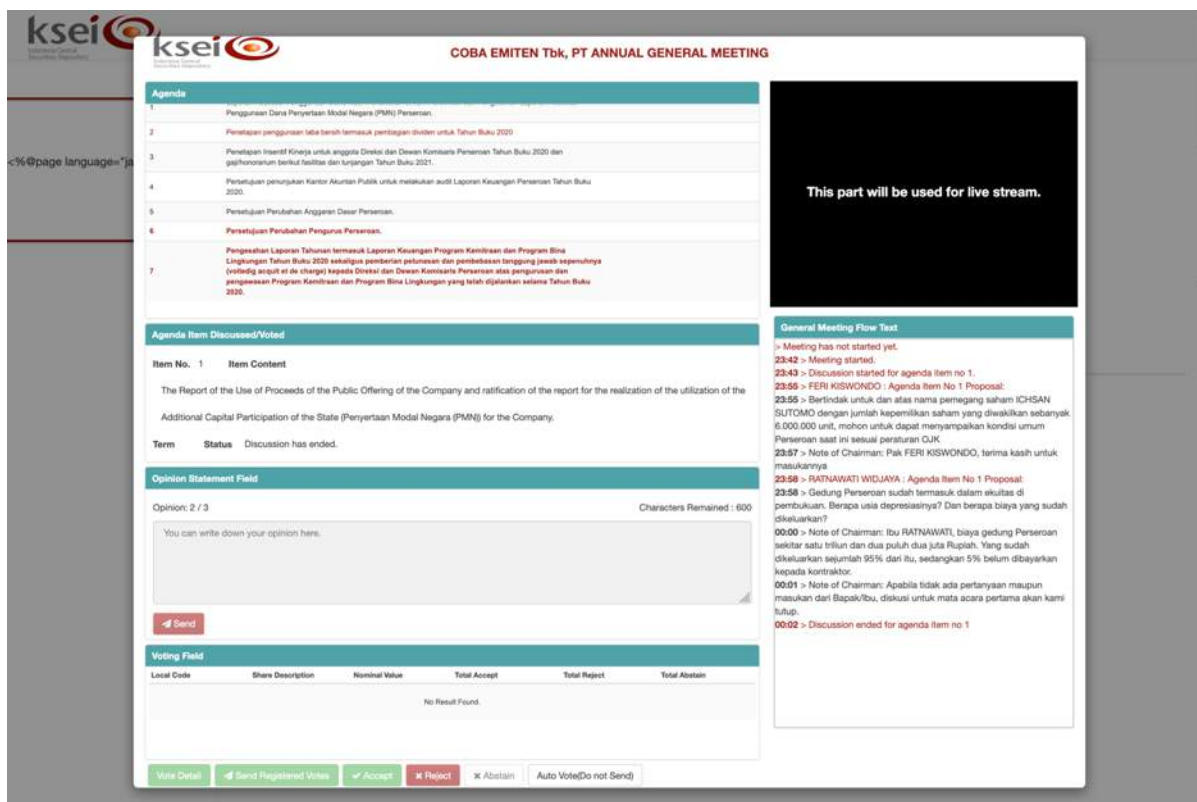 ksei
Indonesia Central
Securities Depository
<%@page language="ja
ksei
Indonesia Central
Securities Depository
COBA EMITEN Tbk, PT ANNUAL GENERAL MEETING
Agenda
1
Penggunaan Dana Penyertaan Modal Negara (PMN) Perseroan.
2 Penetapan penggunaan laba bersih termasuk pembagian dividen untuk Tahun Buku 2020
3 Penetapan Insentif Kinerja untuk anggota Direksi dan Dewan Komisaris Perseroan Tahun Buku 2020 dan
gaji/honorarium berikut fasilitas dan tunjangan Tahun Buku 2021.
4 Persetujuan penunjukan Kantor Akuntan Publik untuk melakukan audit Laporan Keuangan Perseroan Tahun Buku
2020.
5 Persetujuan Perubahan Anggaran Dasar Perseroan.
6 Persetujuan Perubahan Pengurus Perseroan.
7 Pengesahan Laporan Tahunan termasuk Laporan Keuangan Program Kemitraan dan Program Bina
Lingkungan Tahun Buku 2020 sekaligus pemberian pelunasan dan pembebasan tanggung jawab sepenuhnya
(volledig acquit et de charge) kepada Direksi dan Dewan Komisaris Perseroan atas pengurusan dan
pengawasan Program Kemitraan dan Program Bina Lingkungan yang telah dijalankan selama Tahun Buku
2020.
Agenda Item Discussed/Voted
Item No. 1 Item Content
The Report of the Use of Proceeds of the Public Offering of the Company and ratification of the report for the realization of the utilization of the
Additional Capital Participation of the State (Penyertaan Modal Negara (PMN)) for the Company.
Term Status Discussion has ended.
Opinion Statement Field
Opinion: 2 / 3 Characters Remained : 600
You can write down your opinion here.
Send
Voting Field
Local Code Share Description Nominal Value Total Accept Total Reject Total Abstain
No Result Found.
Vote Detail Send Registered Votes Accept Reject Abstain Auto Vote(Do not Send)
This part will be used for live stream.
General Meeting Flow Text
> Meeting has not started yet.
23:42 > Meeting started.
23:43 > Discussion started for agenda item no 1.
23:55 > FERI KISWONDO : Agenda Item No 1 Proposal:
23:55 > Bertindak untuk dan atas nama pemegang saham ICHSAN
SUTOMO dengan jumlah kepemilikan saham yang diwakilkan sebanyak
6.000.000 unit, mohon untuk dapat menyampaikan kondisi umum
Perseroan saat ini sesuai peraturan OJK
23:57 > Note of Chairman: Pak FERI KISWONDO, terima kasih untuk
masukannya
23:58 > RATNAWATI WIDJAYA : Agenda Item No 1 Proposal:
23:58 > Gedung Perseroan sudah termasuk dalam ekuitas di
pembukuan. Berapa usia depresiasinya? Dan berapa biaya yang sudah
dikeluarkan?
00:00 > Note of Chairman: Ibu RATNAWATI, biaya gedung Perseroan
sekitar satu triliun dan dua puluh dua juta Rupiah. Yang sudah
dikeluarkan sejumlah 95% dari itu, sedangkan 5% belum dibayarkan
kepada kontraktor.
00:01 > Note of Chairman: Apabila tidak ada pertanyaan maupun
masukan dari Bapak/Ibu, diskusi untuk mata acara pertama akan kami
tutup.
00:02 > Discussion ended for agenda item no 1